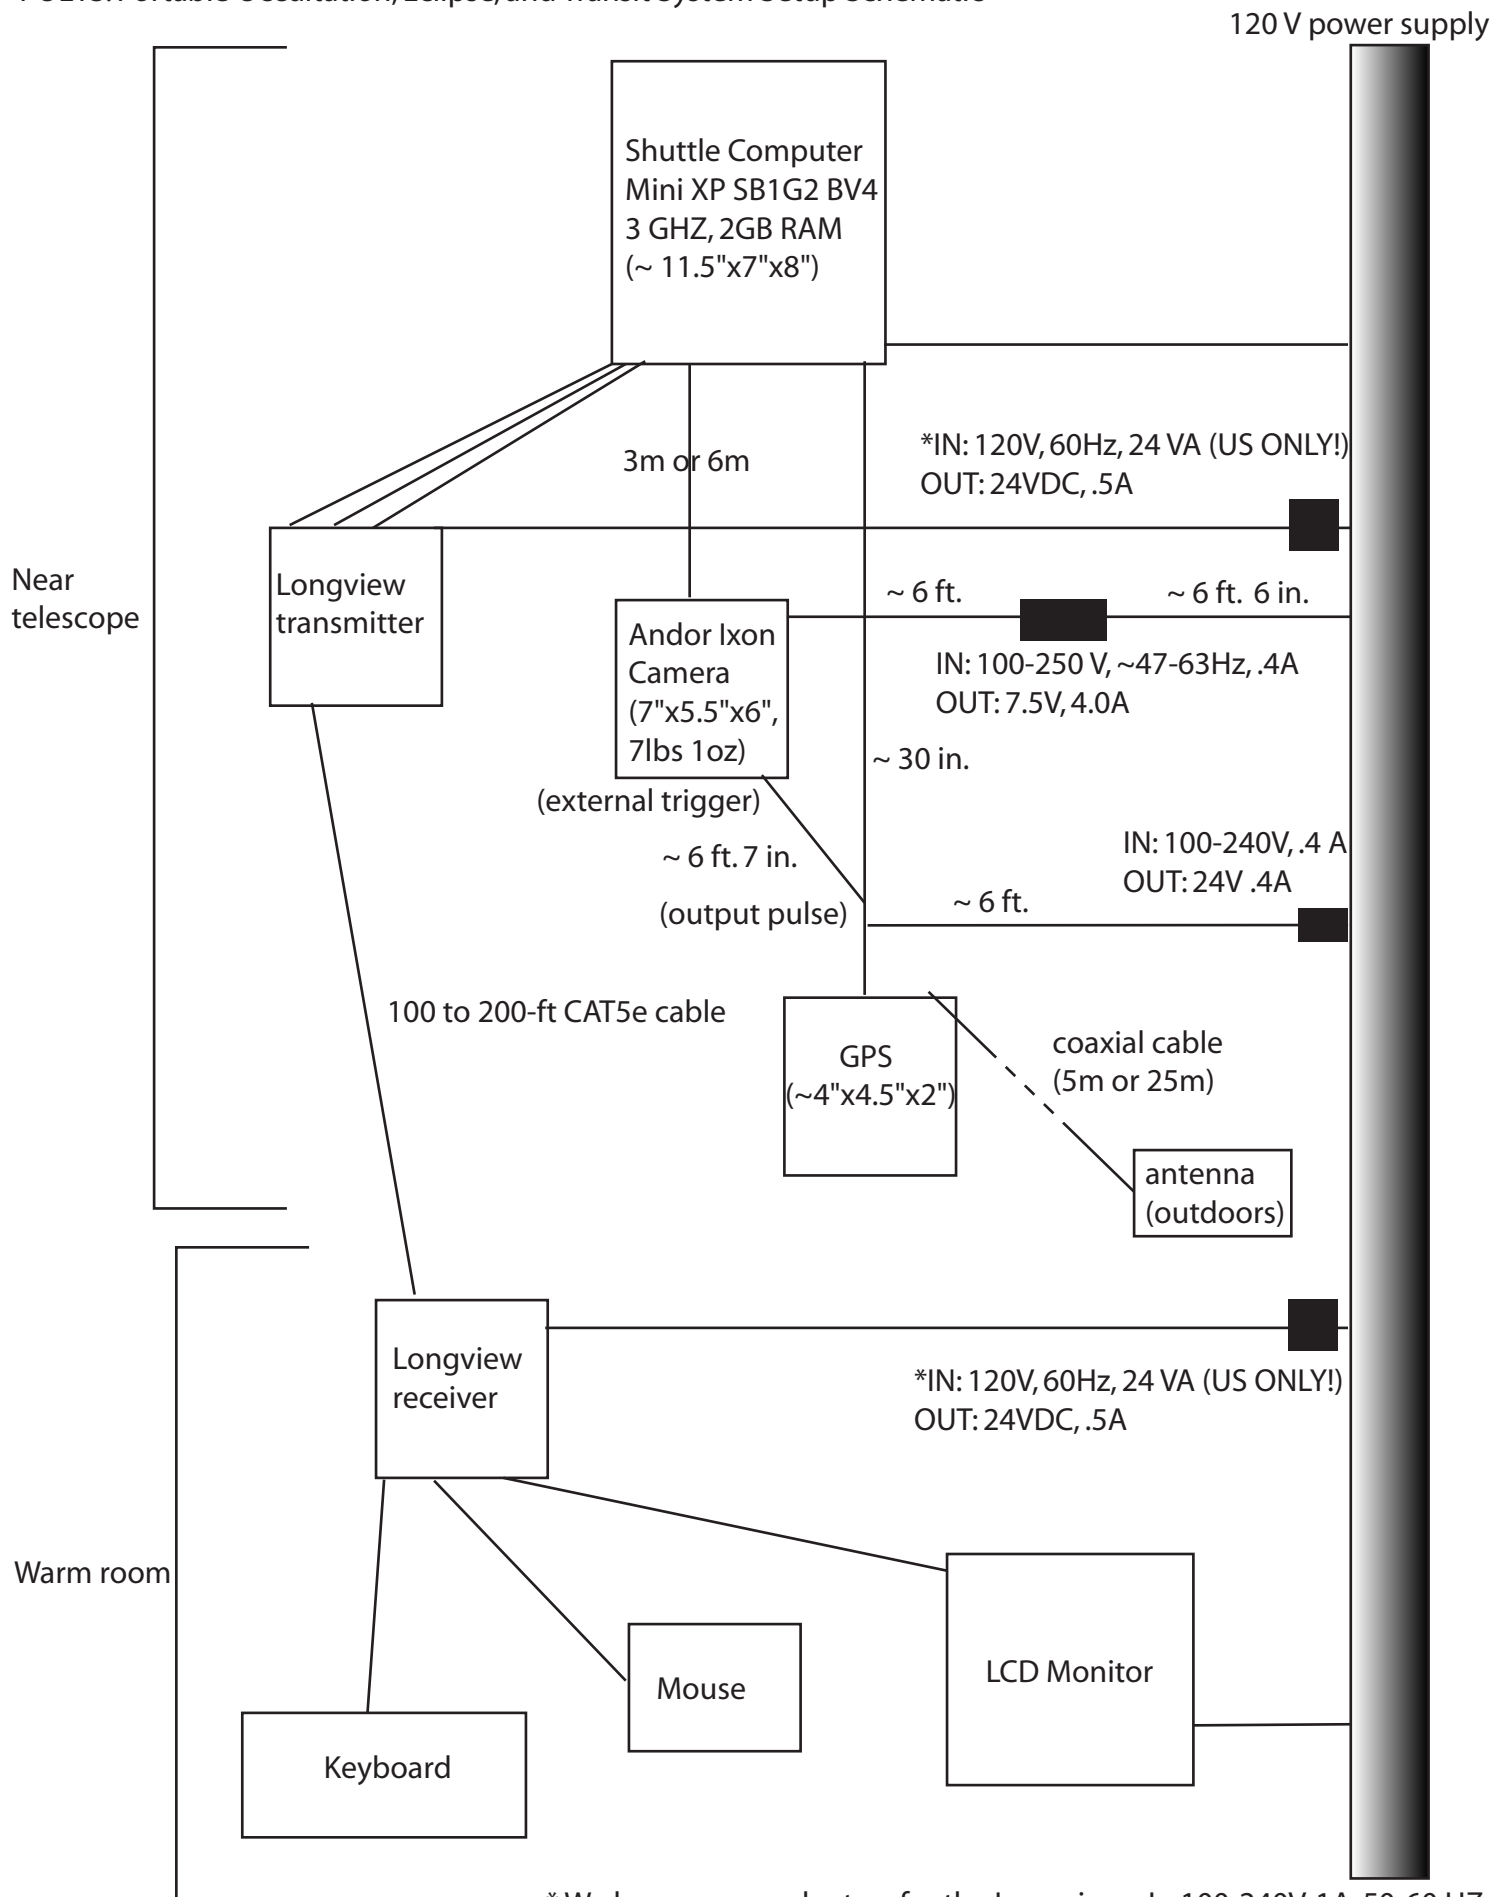 120 V power supply
Shuttle Computer
Mini XP SB1G2 BV4
3 GHZ, 2GB RAM
(~ 11.5"x7"x8")
3m or 6m
*IN: 120V, 60Hz, 24 VA (US ONLY!)
OUT: 24VDC, .5A
Near
telescope
Longview
transmitter
~ 6 ft.
~ 6 ft. 6 in.
Andor Ixon
Camera
(7"x5.5"x6",
7lbs 1oz)
IN: 100-250 V, ~47-63Hz, .4A
OUT: 7.5V, 4.0A
~ 30 in.
(external trigger)
~ 6 ft. 7 in.
(output pulse)
IN: 100-240V, .4 A
OUT: 24V .4A
~ 6 ft.
100 to 200-ft CAT5e cable
GPS
(~4"x4.5"x2")
coaxial cable
(5m or 25m)
antenna
(outdoors)
Longview
receiver
*IN: 120V, 60Hz, 24 VA (US ONLY!)
OUT: 24VDC, .5A
Warm room
Mouse
LCD Monitor
Keyboard